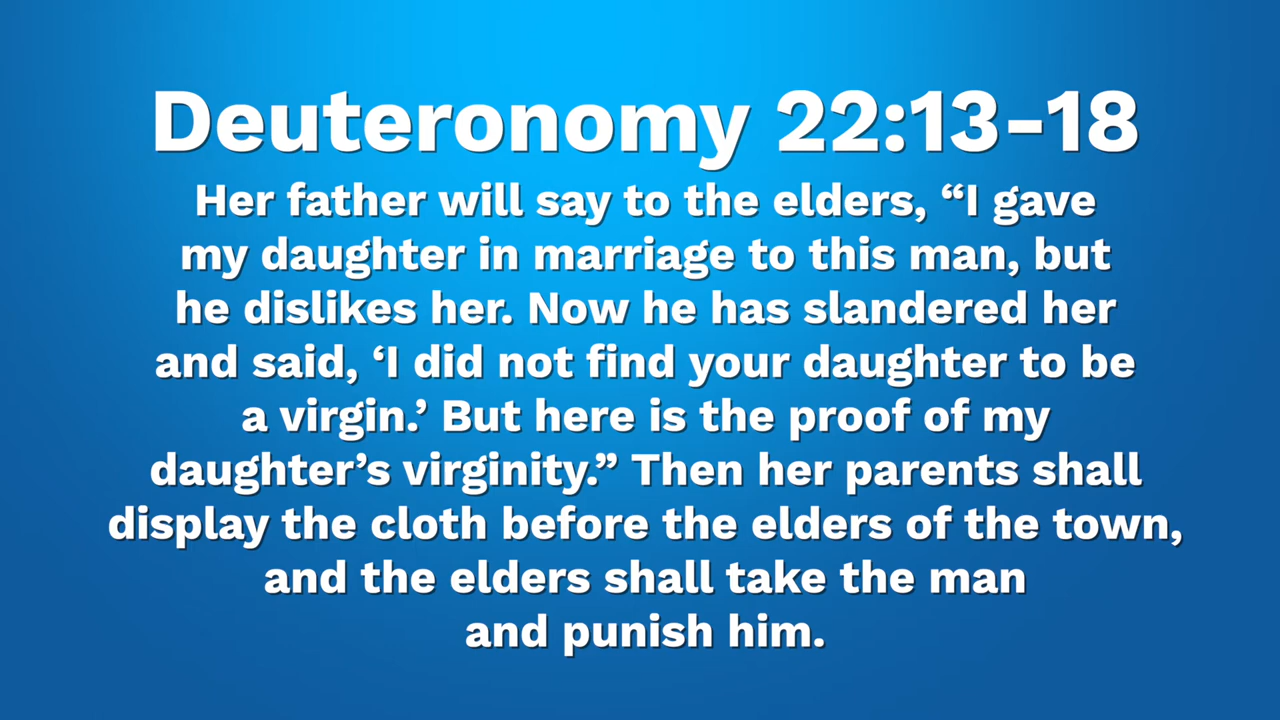 Deuteronomy 22:13-18
Her father will say to the elders, “I gave
my daughter in marriage to this man, but
he dislikes her. Now he has slandered her
and said, ‘I did not find your daughter to be
a virgin.’ But here is the proof of my
daughter’s virginity.” Then her parents shall
display the cloth before the elders of the town,
and the elders shall take the man
and punish him.